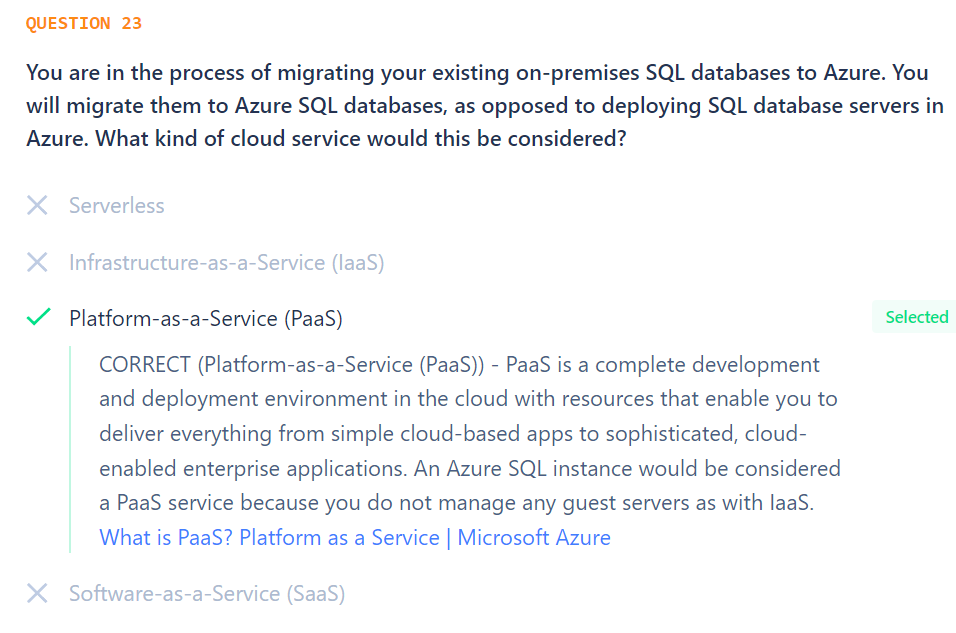 QUESTION 23
You are in the process of migrating your existing on-premises SQL databases to Azure. You
will migrate them to Azure SQL databases, as opposed to deploying SQL database servers in
Azure. What kind of cloud service would this be considered?
Serverless
Infrastructure-as-a-Service (IaaS)
Platform-as-a-Service (PaaS)
Selected
CORRECT (Platform-as-a-Service (PaaS)) - PaaS is a complete development
and deployment environment in the cloud with resources that enable you to
deliver everything from simple cloud-based apps to sophisticated, cloud-
enabled enterprise applications. An Azure SQL instance would be considered
a PaaS service because you do not manage any guest servers as with IaaS.
What is PaaS? Platform as a Service | Microsoft Azure
Software-as-a-Service (SaaS)